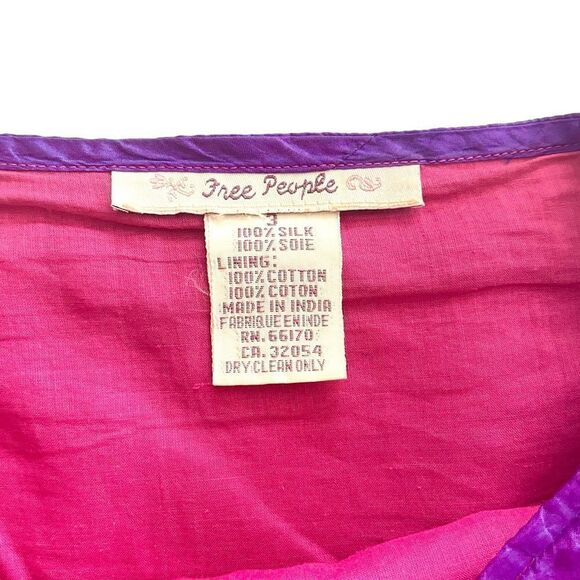 Free People
3
100% SILK
100% SOIE
LINING:
100% COTTON
100% COTON
MADE IN INDIA
FABRIQUE EN INDE
RN. 66170
CA. 32054
DRY CLEAN ONLY